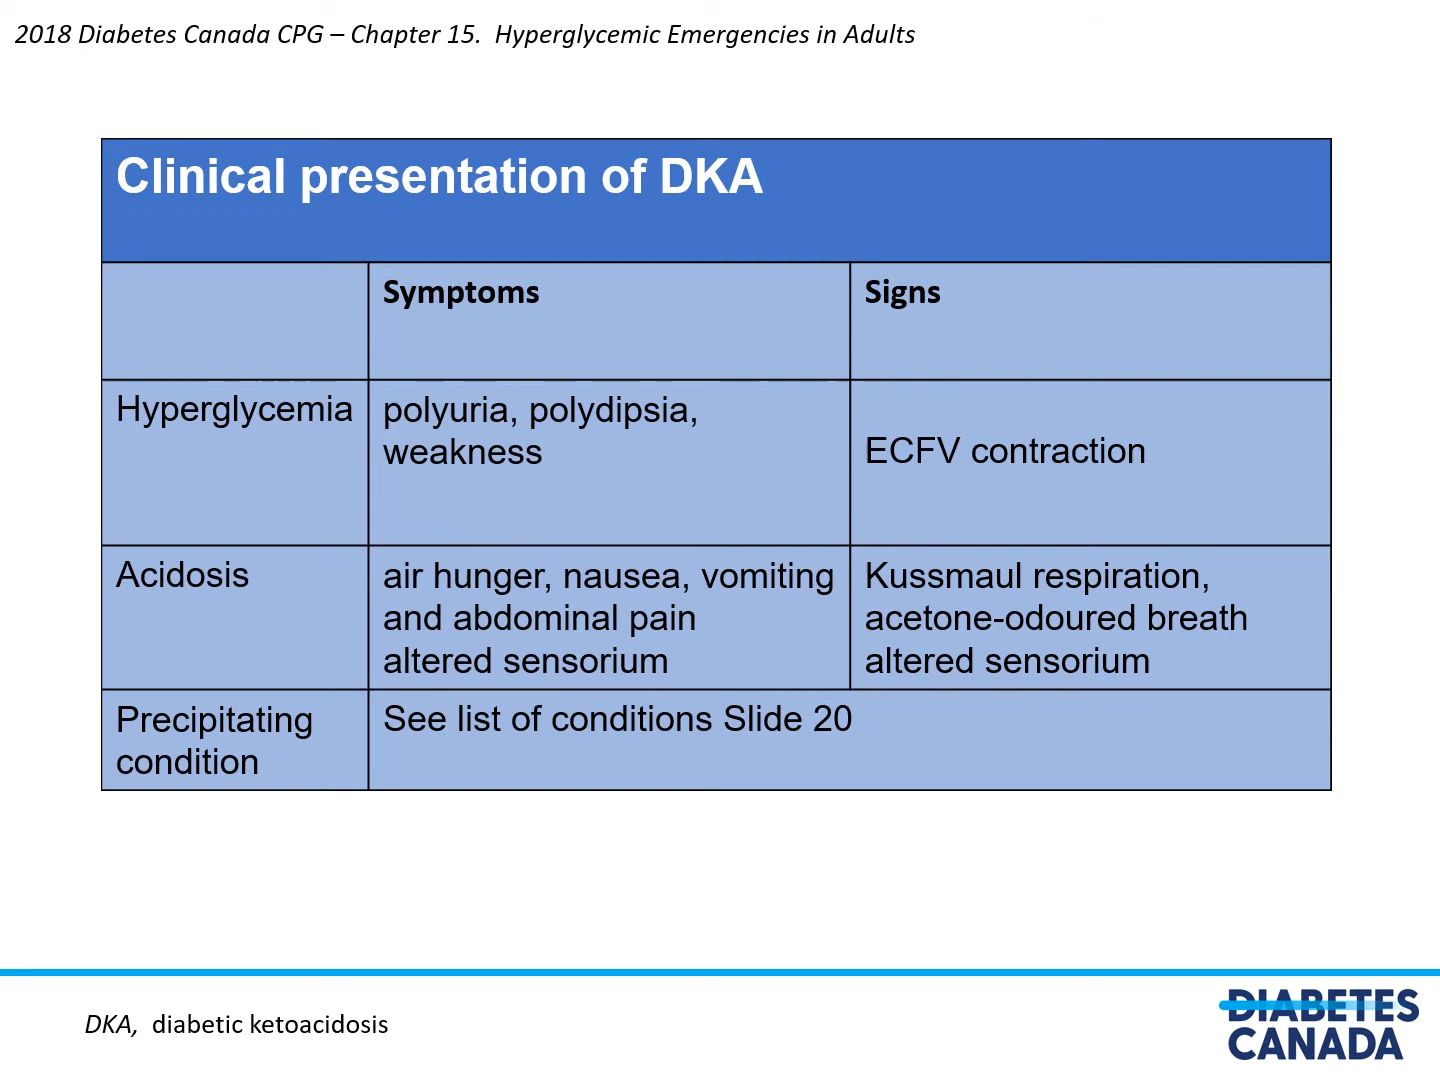 2018 Diabetes Canada CPG – Chapter 15.  Hyperglycemic Emergencies in Adults
Clinical presentation of DKA
Symptoms
Signs
Hyperglycemia
polyuria, polydipsia,
weakness
ECFV contraction
Acidosis
air hunger, nausea, vomiting
and abdominal pain
altered sensorium
Kussmaul respiration,
acetone-odoured breath
altered sensorium
Precipitating
condition
See list of conditions Slide 20
DKA,  diabetic ketoacidosis
DIABETES
CANADA